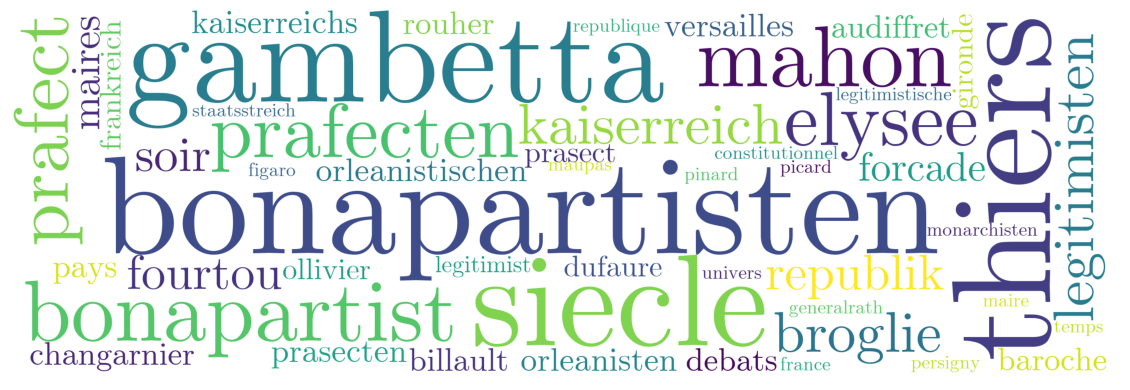 kaiserreichs rouher republique versailles audiffret
prafect maires frankreich gambetta mahon gironde thiers
staatsstreich legitimistische
prafecten kaiserreich elysee legitimisten
soir prasect constitutionnel
figaro orleanistischen maupas pinard picard forcade
bonapartisten
monarchisten
pays fourtou ollivier legitimist dufaure univers republik
bonapartist siecle generalrath maire
broglie temps
changarnier prasecten billault orleanisten debats france persigny baroche